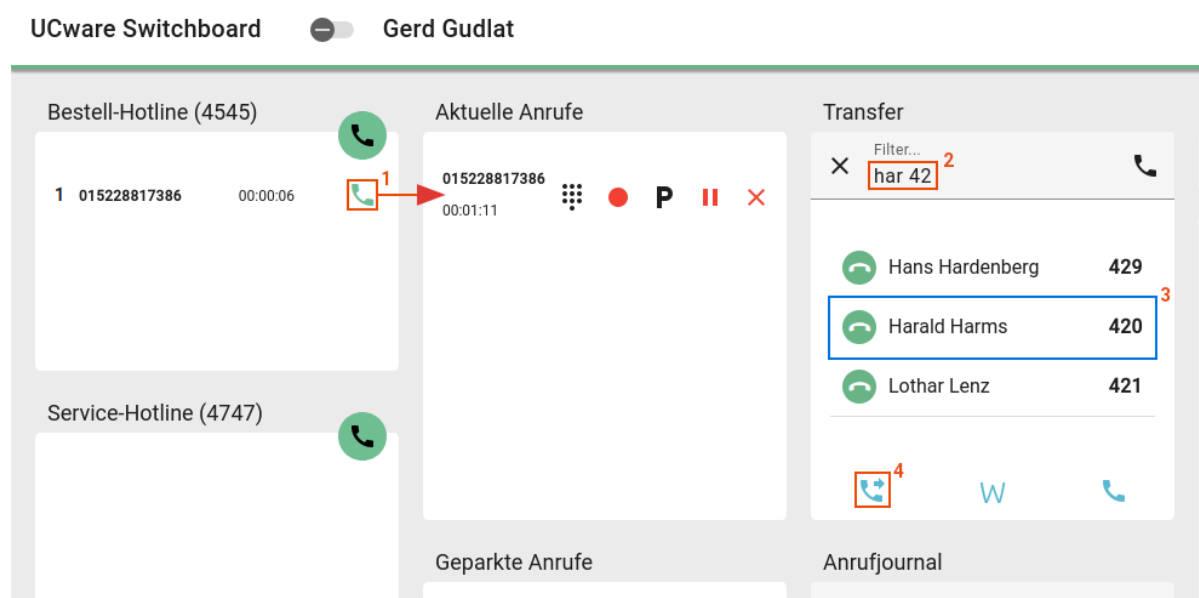 UCware Switchboard
Gerd Gudlat
Bestell-Hotline (4545)
1 015228817386 00:00:06
1
Service-Hotline (4747)
Aktuelle Anrufe
015228817386
00:01:11
P
Geparkte Anrufe
Transfer
Filter...
har 42
2
Hans Hardenberg 429
3
Harald Harms 420
Lothar Lenz 421
4
W
Anrufjournal